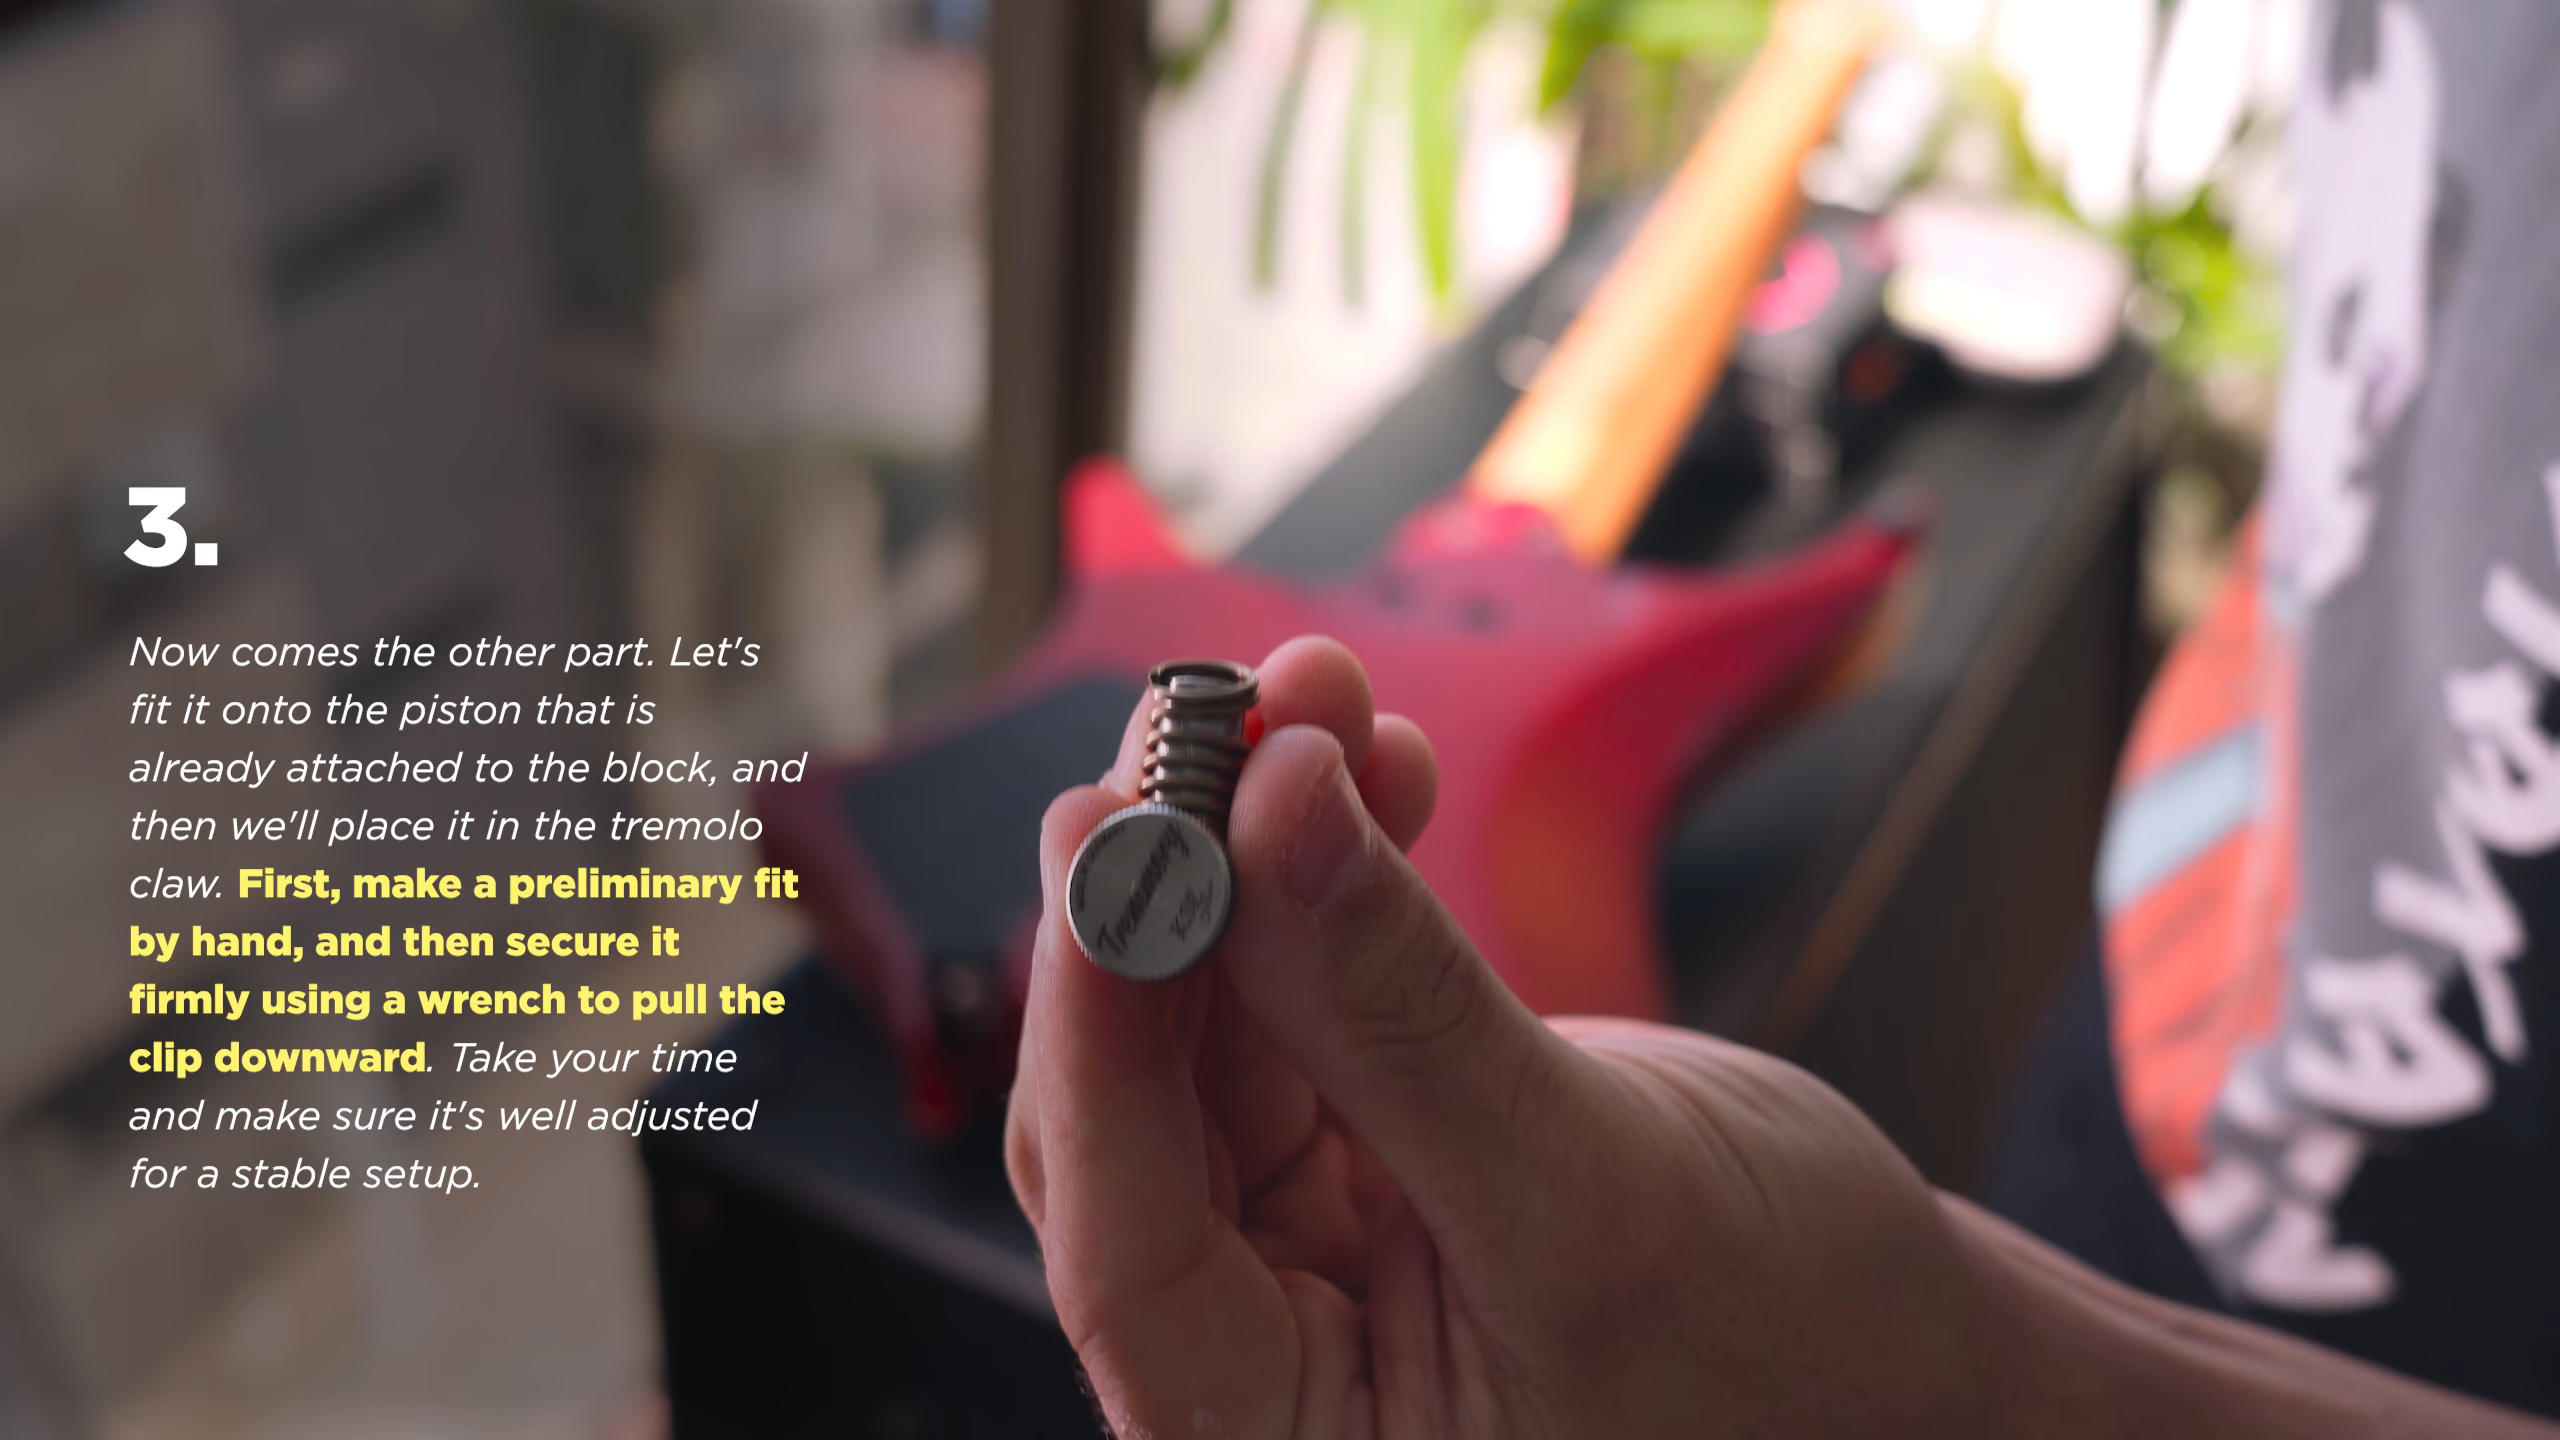 3.
Now comes the other part. Let's
fit it onto the piston that is
already attached to the block, and
then we'll place it in the tremolo
claw. First, make a preliminary fit
by hand, and then secure it
firmly using a wrench to pull the
clip downward. Take your time
and make sure it's well adjusted
for a stable setup.
Tremory
KSR